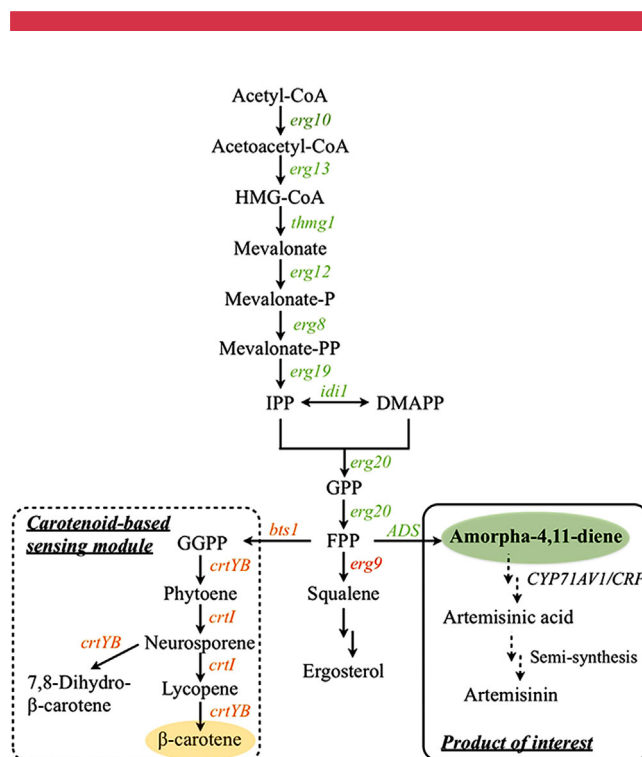 Acetyl-CoA
erg10
Acetoacetyl-CoA
erg13
HMG-CoA
thmg1
Mevalonate
erg12
Mevalonate-P
erg8
Mevalonate-PP
erg19
IPP
idi1
DMAPP
erg20
GPP
erg20
Carotenoid-based
sensing module
GGPP
bts1
FPP
ADS
Amorpha-4,11-diene
crtYB
erg9
CYP71AV1/CRP
Phytoene
Squalene
Artemisinic acid
crtI
crtYB
Neurosporene
crtI
Semi-synthesis
7,8-Dihydro-
β-carotene
Lycopene
Ergosterol
Artemisinin
crtYB
β-carotene
Product of interest